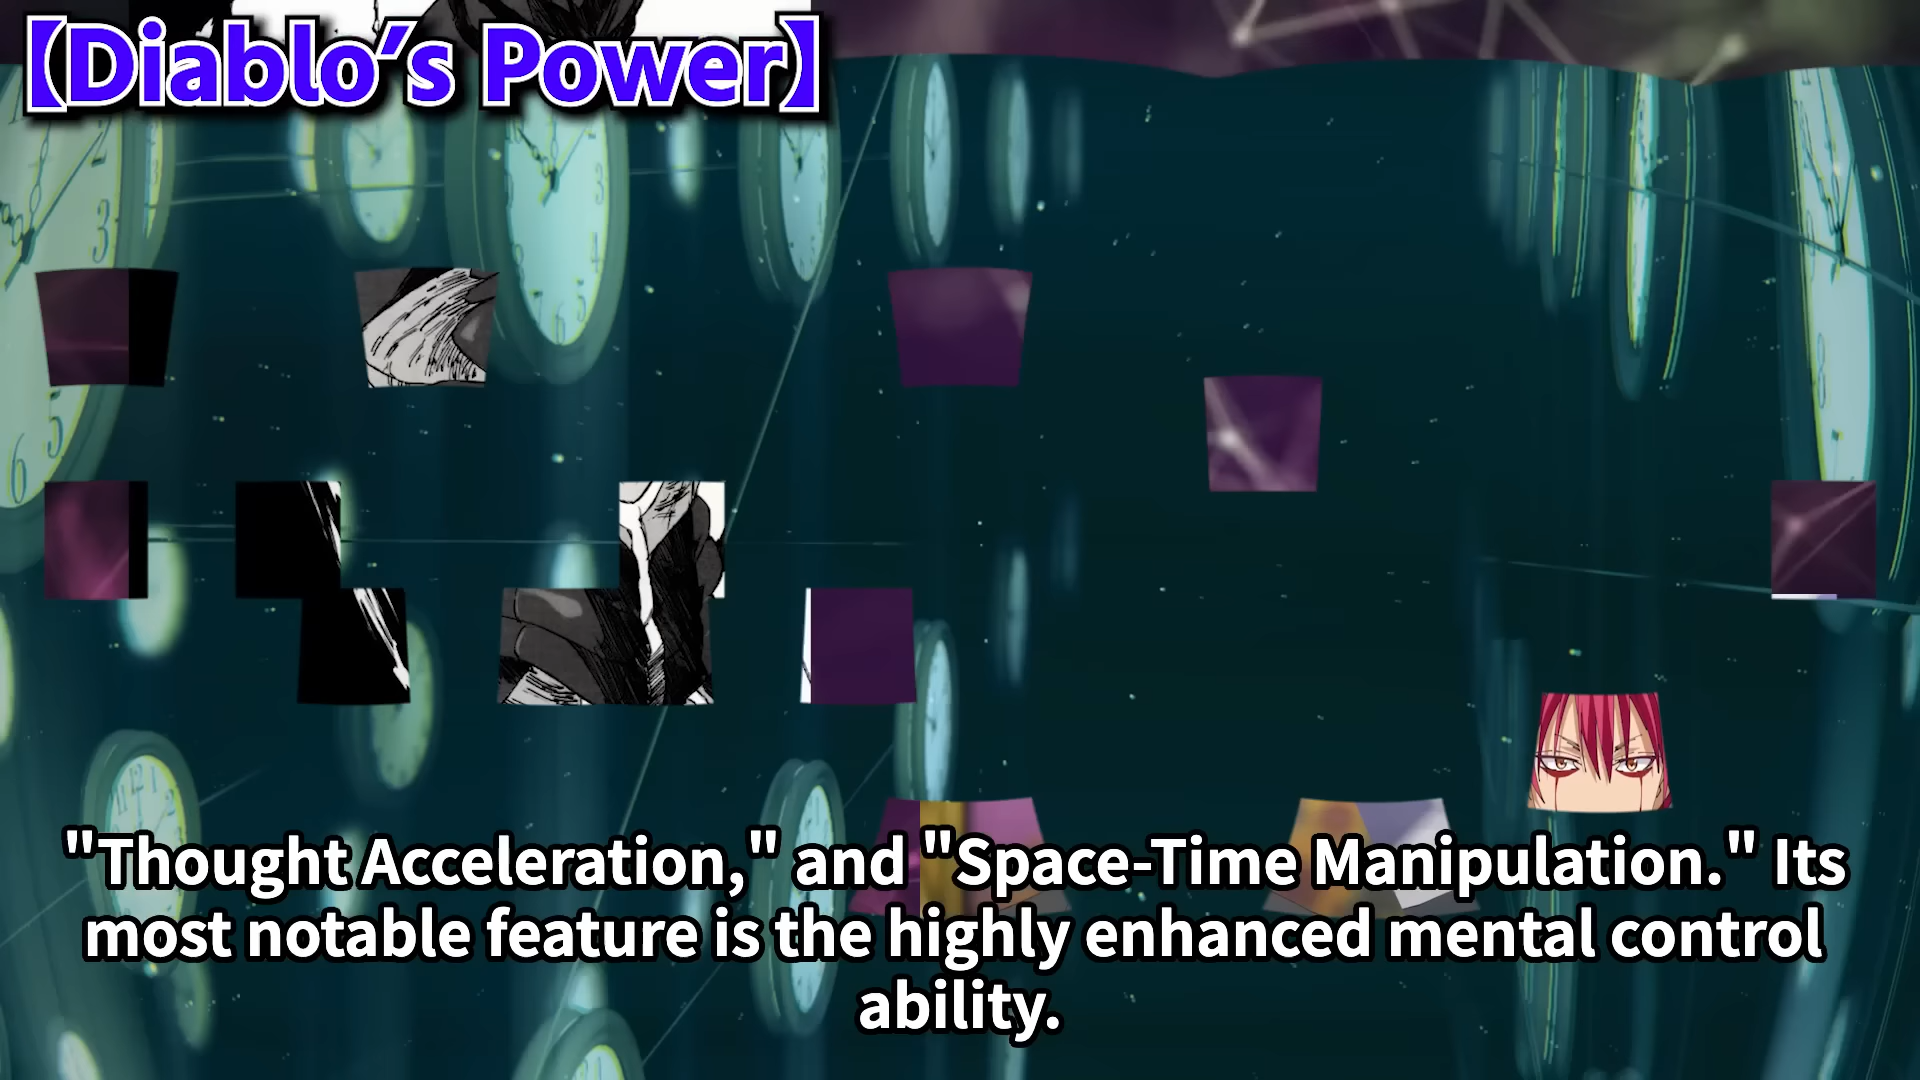 【Diablo’s Power】
"Thought Acceleration," and "Space-Time Manipulation." Its
most notable feature is the highly enhanced mental control
ability.